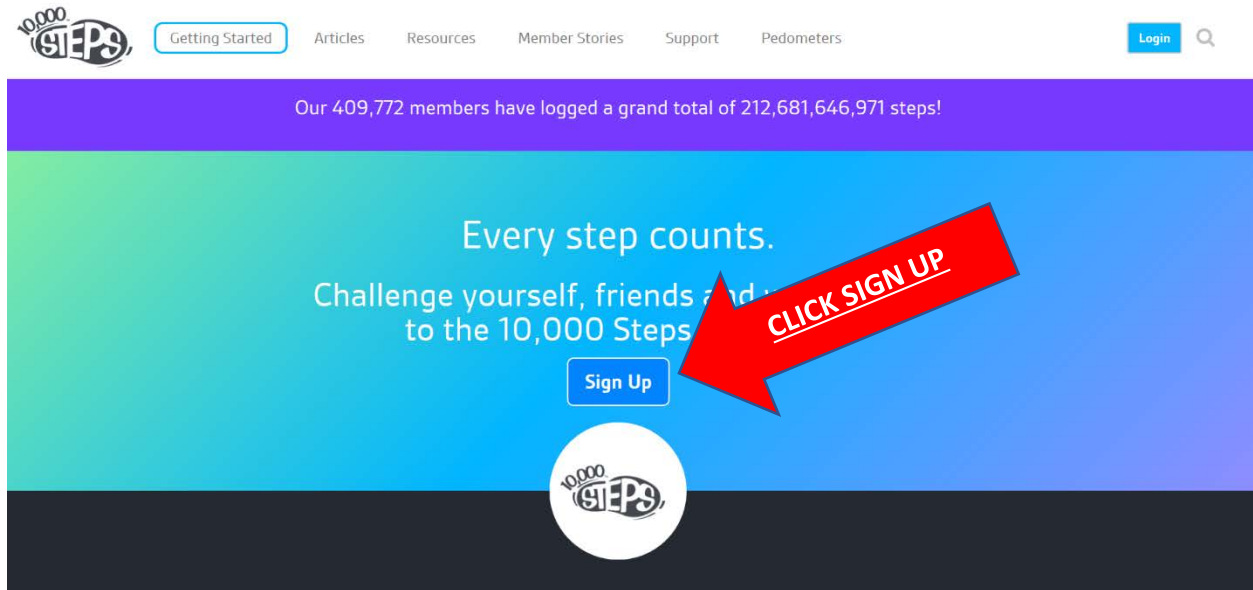 10,000 STEPS
Getting Started Articles Resources Member Stories Support Pedometers Login
Our 409,772 members have logged a grand total of 212,681,646,971 steps!
Every step counts.
Challenge yourself, friends and
to the 10,000 Steps
CLICK SIGN UP
Sign Up
10,000 STEPS